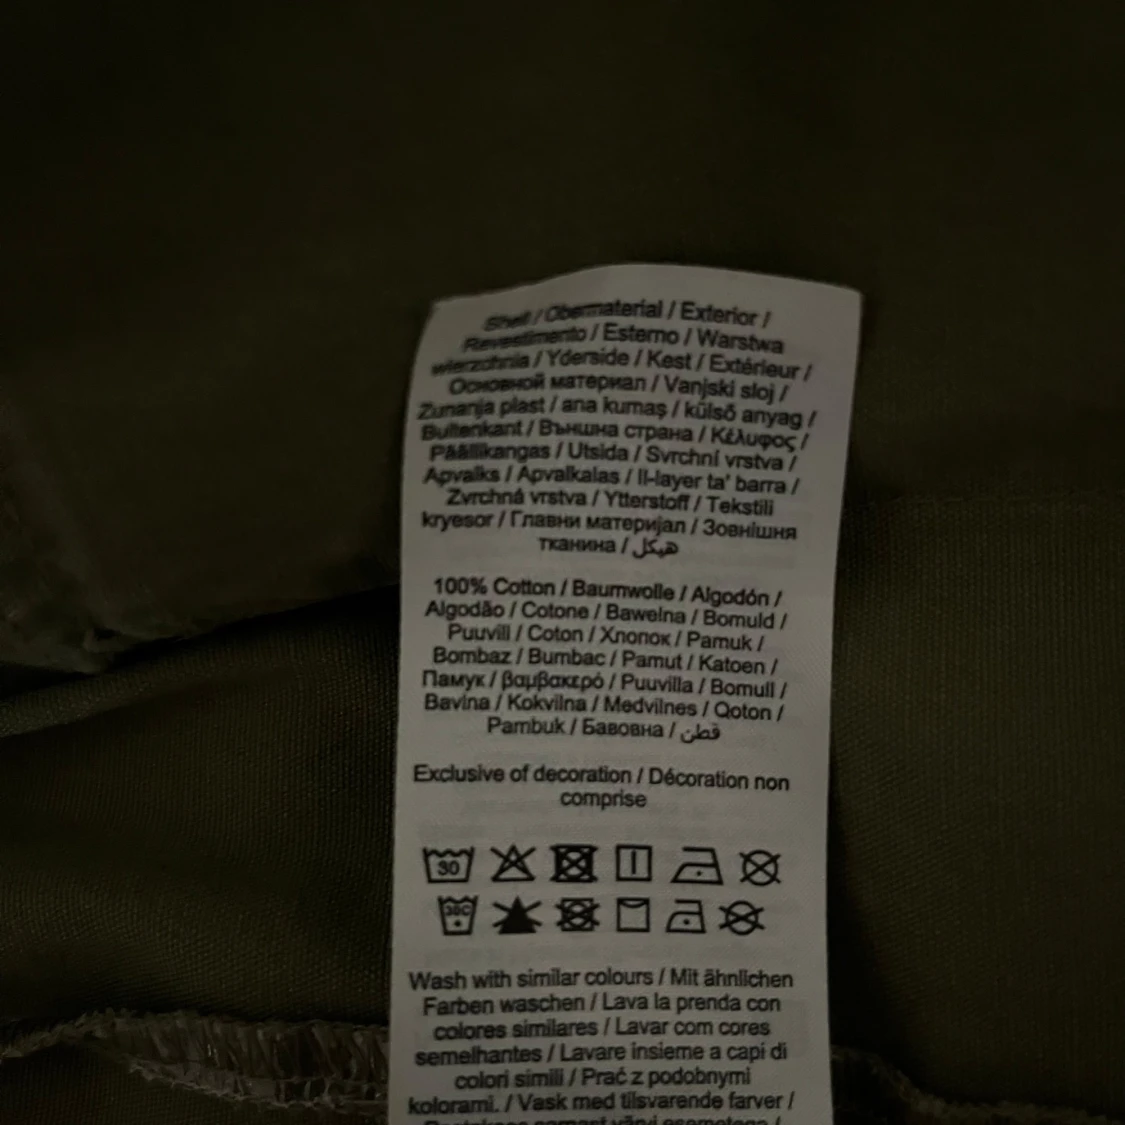 Shell / Obermaterial / Exterior /
Revestimento / Esterno / Warstwa
wierzchnia / Yderside / Kest / Extérieur /
Основной материал / Vanjski sloj /
Zunanja plast / ana kumaş / külső anyag /
Buitenkant / Външна страна / Κέλυφος /
Päällikangas / Utsida / Svrchní vrstva /
Apvalks / Apvalkalas / Il-layer ta' barra /
Zvrchná vrstva / Ytterstoff / Tekstili
kryesor / Главни материјал / Зовнішня
тканина / هيكل
100% Cotton / Baumwolle / Algodón /
Algodão / Cotone / Bawełna / Bomuld /
Puuvill / Coton / Хлопок / Pamuk /
Bombaz / Bumbac / Pamut / Katoen /
Памук / βαμβακερό / Puuvilla / Bomull /
Bavlna / Kokvilna / Medvilnes / Qoton /
Pambuk / Бавовна / قطن
Exclusive of decoration / Décoration non
comprise
30
30C
Wash with similar colours / Mit ähnlichen
Farben waschen / Lava la prenda con
colores similares / Lavar com cores
semelhantes / Lavare insieme a capi di
colori simili / Prać z podobnymi
kolorami. / Vask med tilsvarende farver /